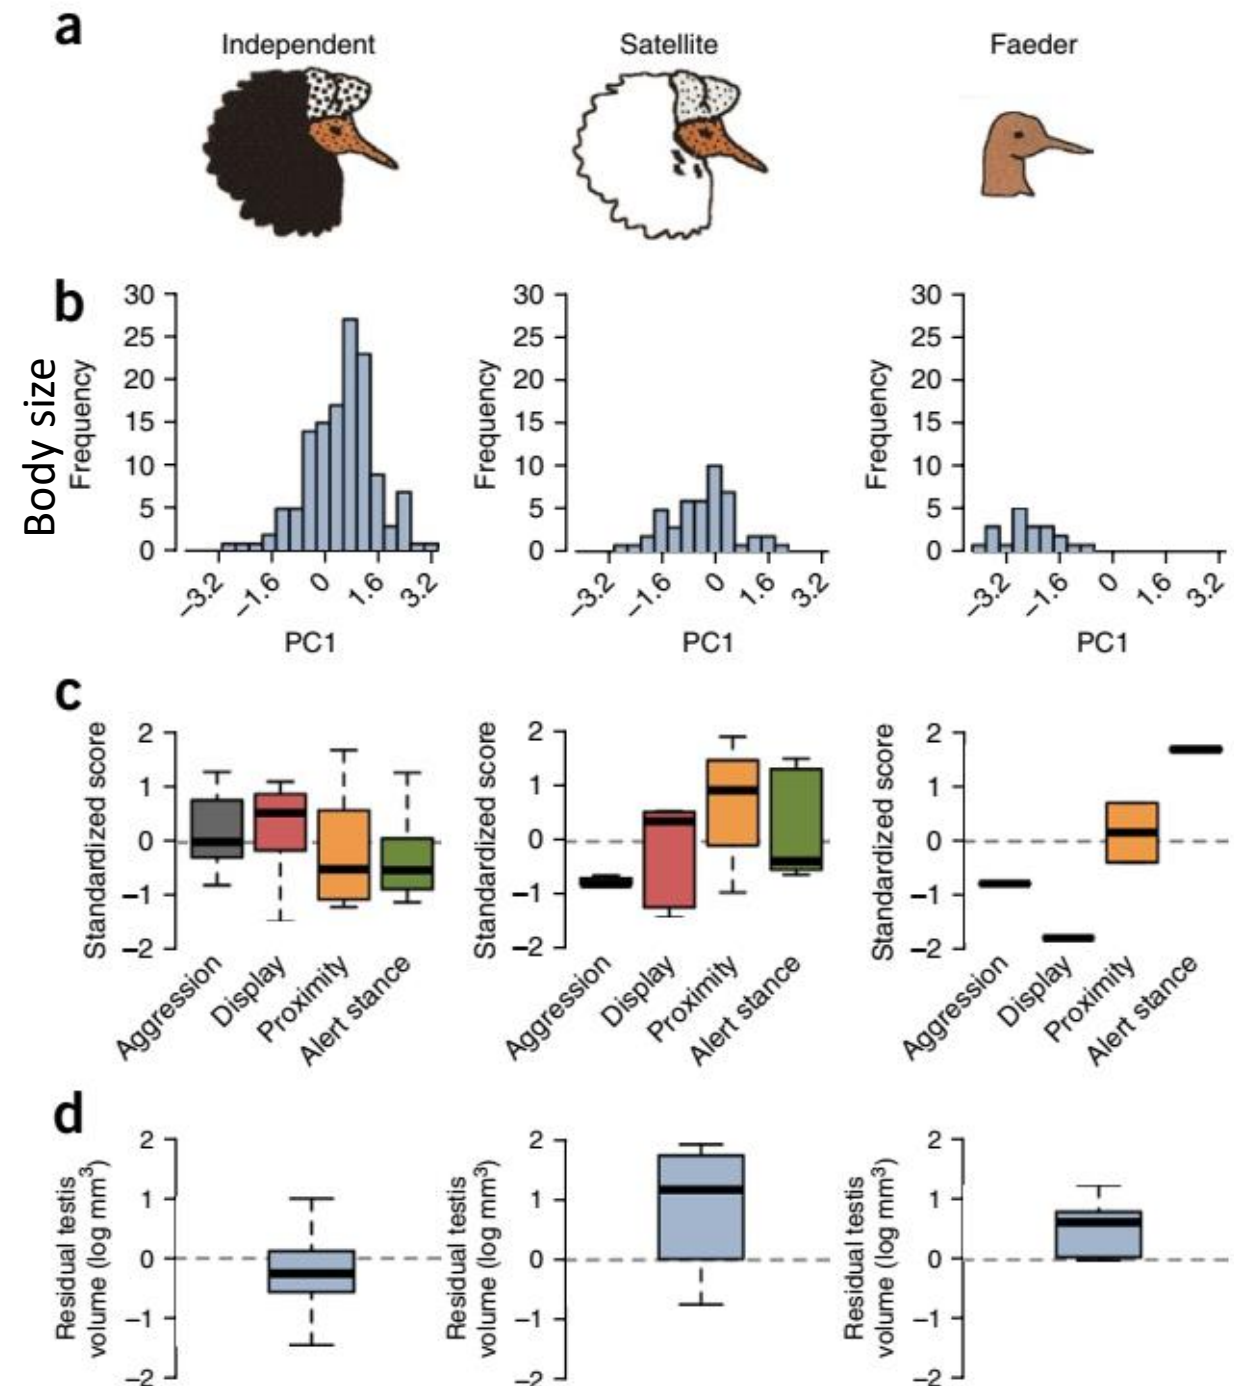 a
Independent
Satellite
Faeder
b
Body size
Frequency
30
25
20
15
10
5
0
−3.2
−1.6
0
1.6
3.2
PC1
Frequency
30
25
20
15
10
5
0
−3.2
−1.6
0
1.6
3.2
PC1
Frequency
30
25
20
15
10
5
0
−3.2
−1.6
0
1.6
3.2
PC1
c
Standardized score
2
1
0
−1
−2
Aggression
Display
Proximity
Alert stance
Standardized score
2
1
0
−1
−2
Aggression
Display
Proximity
Alert stance
Standardized score
2
1
0
−1
−2
Aggression
Display
Proximity
Alert stance
d
Residual testis
volume (log mm³)
2
1
0
−1
−2
Residual testis
volume (log mm³)
2
1
0
−1
−2
Residual testis
volume (log mm³)
2
1
0
−1
−2